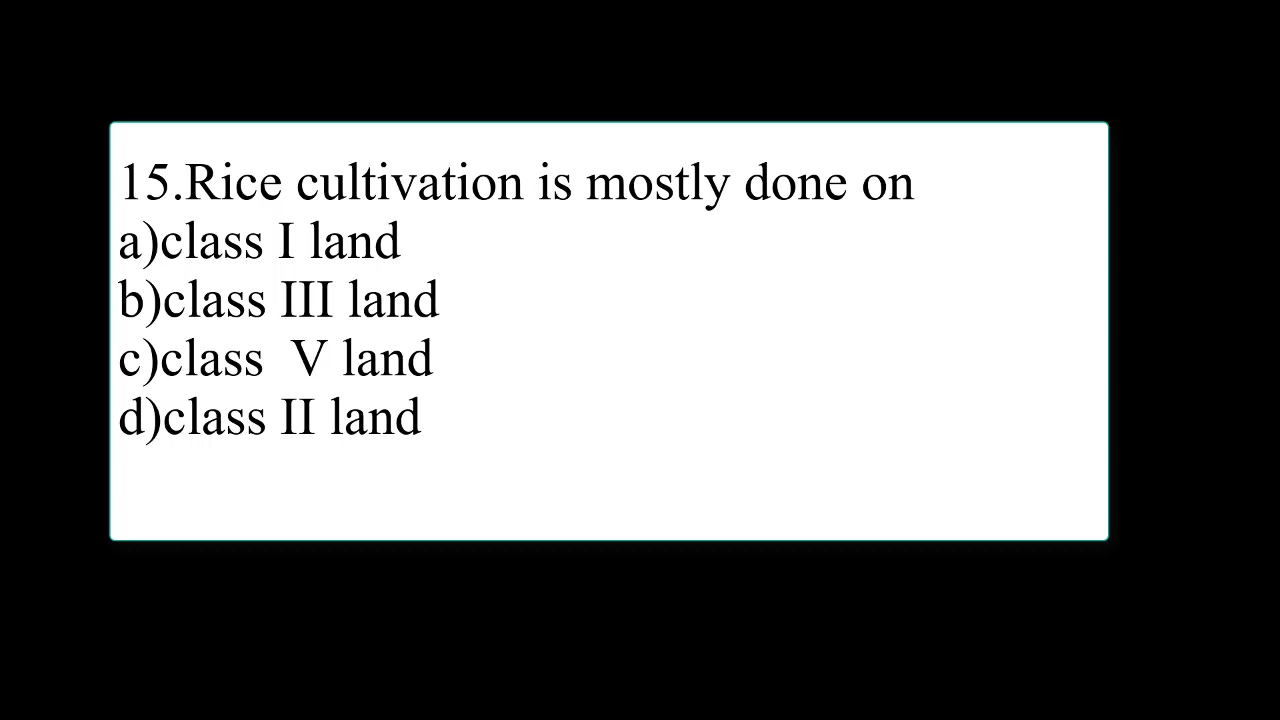 15.Rice cultivation is mostly done on
a)class I land
b)class III land
c)class  V land
d)class II land